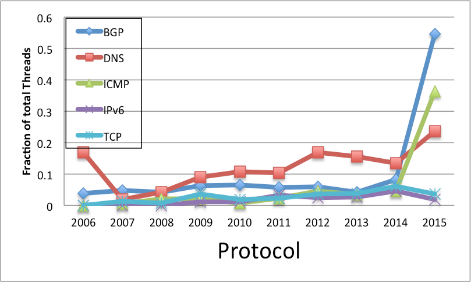 Fraction of total Threads
0.6
0.5
0.4
0.3
0.2
0.1
0
BGP
DNS
ICMP
IPv6
TCP
2006 2007 2008 2009 2010 2011 2012 2013 2014 2015
Protocol